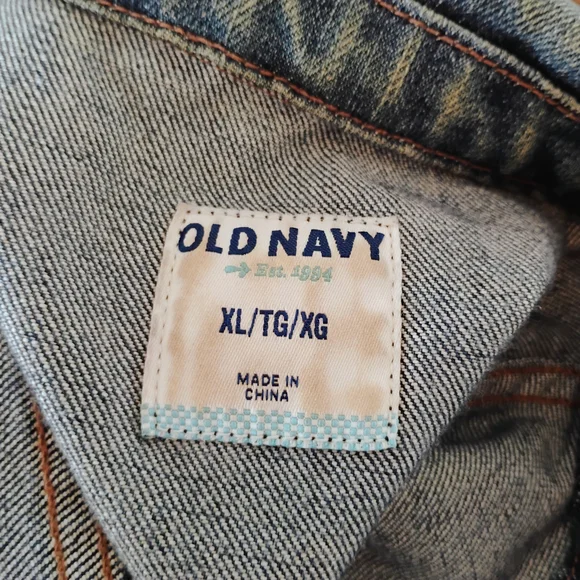 OLD NAVY
Est. 1994
XL/TG/XG
MADE IN
CHINA